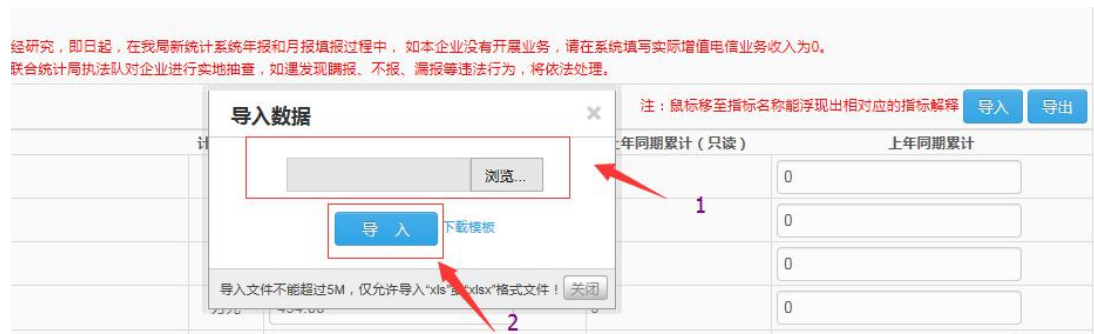 经研究，即日起，在我局新统计系统年报和月报填报过程中， 如本企业没有开展业务，请在系统填写实际增值电信业务收入为0。
联合统计局执法队对企业进行实地抽查，如遇发现瞒报、不报、漏报等违法行为，将依法处理。
导入数据 ×
注：鼠标移至指标名称能浮现出相对应的指标解释 导入 导出
计 上年同期累计（只读） 上年同期累计
浏览...
0
1
0
导 入 下载模板
0
导入文件不能超过5M，仅允许导入“xls”或“xlsx”格式文件！ 关闭
0
2